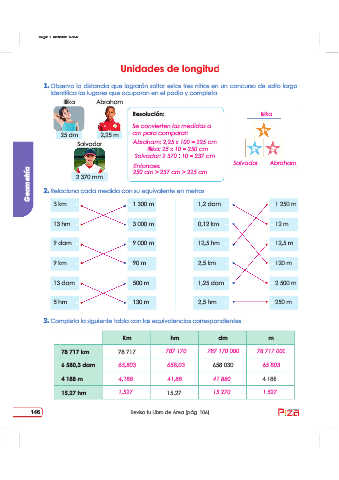 Unidades de longitud
1. Observa la distancia que lograrón saltar estos tres niños en un concurso de salto largo
Identifica los lugares que ocuparon en el podio y completa
Rika Abraham
25 dm 2,25 m
Salvador
2 370 mm
Resolución:
Se convierten las medidas a
cm para comparar:
Abraham: 2,25 x 100 = 225 cm
Rika: 25 x 10 = 250 cm
Salvador: 2 370 : 10 = 237 cm
Entonces
250 cm > 237 cm > 225 cm
Rika
Salvador Abraham
Geometría
2. Relaciona cada medida con su equivalente en metros
3 km 1 300 m 1,2 dam 1 250 m
13 hm 3 000 m 0,12 km 12 m
9 dam 9 000 m 12,5 hm 12,5 m
9 km 90 m 2,5 km 120 m
13 dam 500 m 1,25 dam 2 500 m
5 hm 130 m 2,5 hm 250 m
3. Completa la siguiente tabla con las equivalencias correspondientes
Km hm dm m
78 717 km 78 717 787 170 787 170 000 78 717 000
6 580,3 dam 65,803 658,03 658 030 65 803
4 188 m 4,188 41,88 41 880 4 188
15,27 hm 1,527 15,27 15 270 1 527
146
Revisa tu Libro de Área (pág. 106)